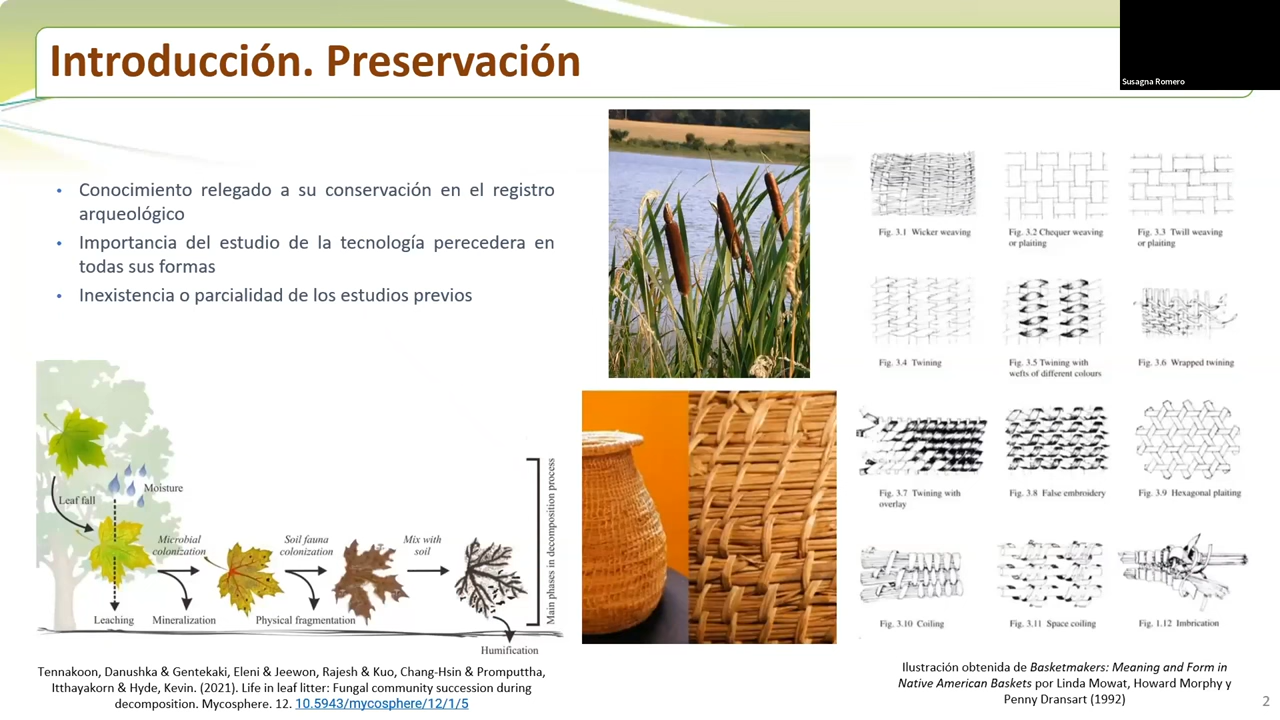 Introducción. Preservación
Susagna Romero
• Conocimiento relegado a su conservación en el registro
arqueológico
• Importancia del estudio de la tecnología perecedera en
todas sus formas
• Inexistencia o parcialidad de los estudios previos
Leaf fall
Moisture
Microbial
colonization
Soil fauna
colonization
Mix with
soil
Leaching
Mineralization
Physical fragmentation
Humification
Main phases in decomposition process
Tennakoon, Danushka & Gentekaki, Eleni & Jeewon, Rajesh & Kuo, Chang-Hsin & Promputtha,
Itthayakorn & Hyde, Kevin. (2021). Life in leaf litter: Fungal community succession during
decomposition. Mycosphere. 12. 10.5943/mycosphere/12/1/5
Fig. 3.1 Wicker weaving
Fig. 3.2 Chequer weaving
or plaiting
Fig. 3.3 Twill weaving
or plaiting
Fig. 3.4 Twining
Fig. 3.5 Twining with
wefts of different colours
Fig. 3.6 Wrapped twining
Fig. 3.7 Twining with
overlay
Fig. 3.8 False embroidery
Fig. 3.9 Hexagonal plaiting
Fig. 3.10 Coiling
Fig. 3.11 Space coiling
Fig. 1.12 Imbrication
Ilustración obtenida de Basketmakers: Meaning and Form in
Native American Baskets por Linda Mowat, Howard Morphy y
Penny Dransart (1992)
2